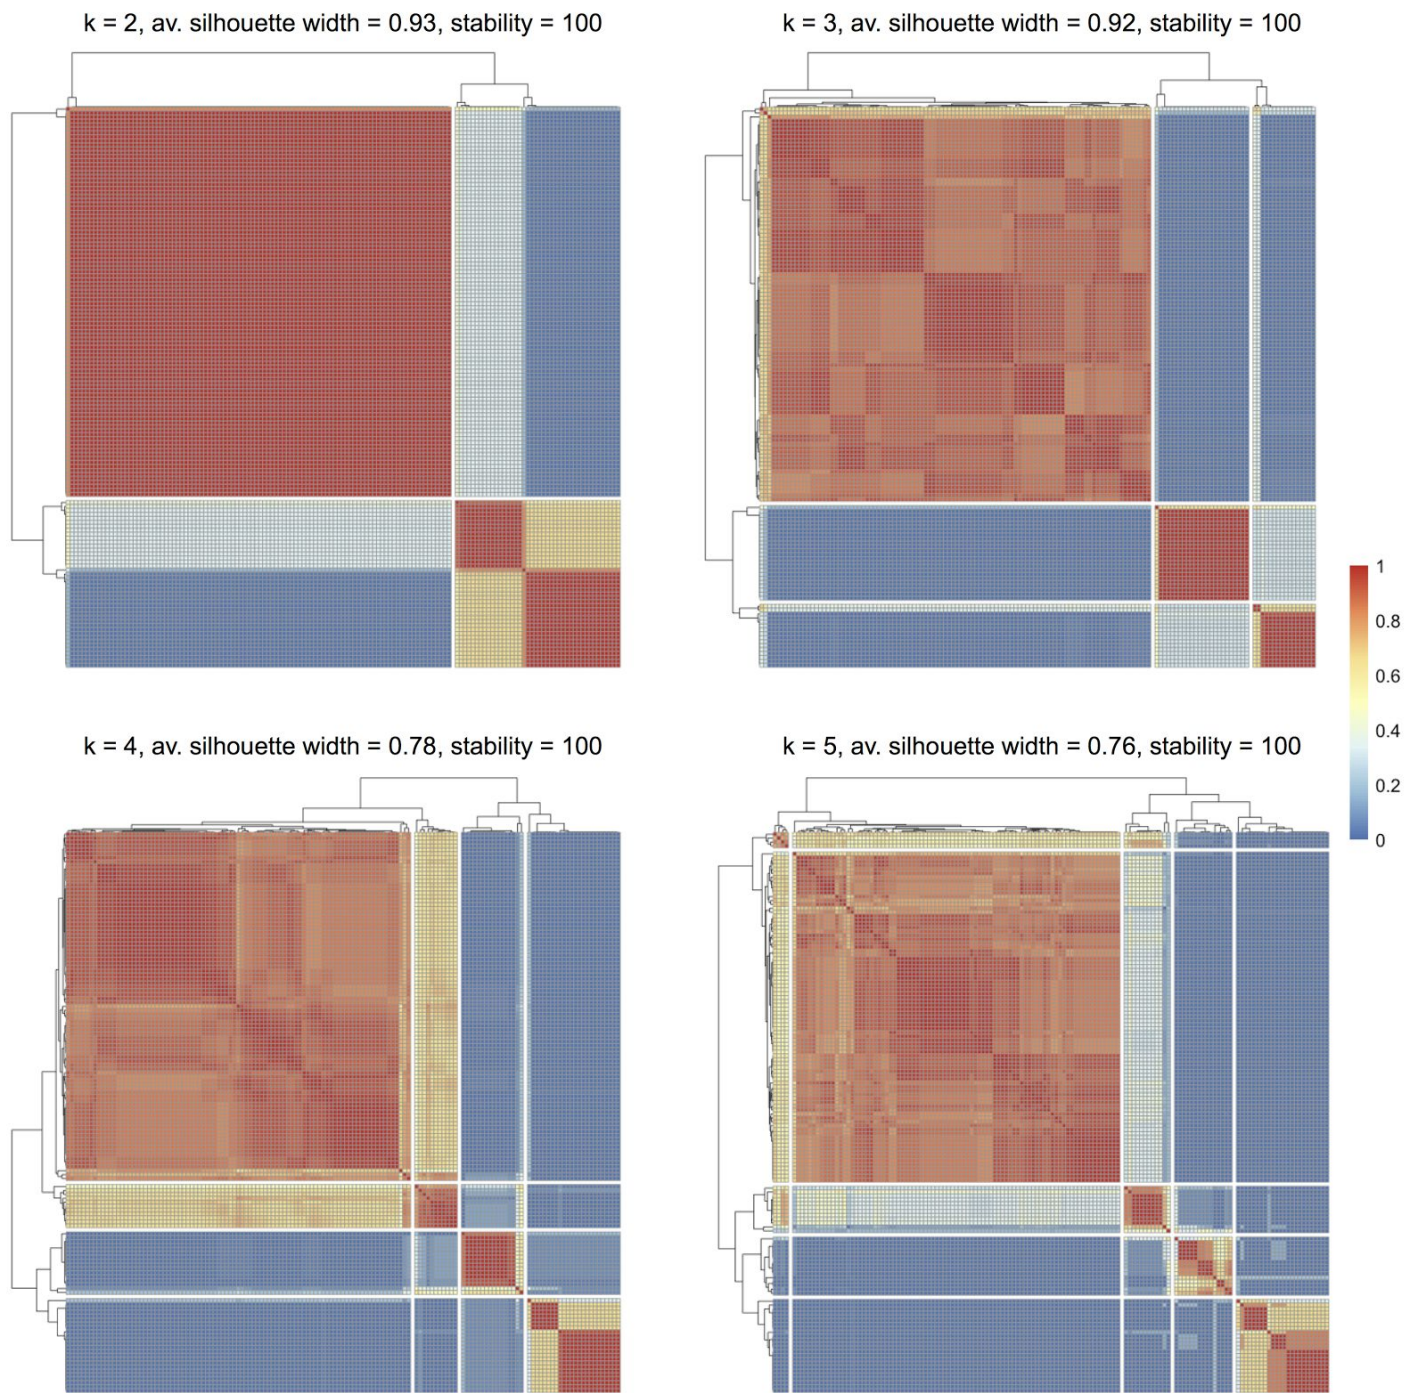 k = 2, av. silhouette width = 0.93, stability = 100
k = 3, av. silhouette width = 0.92, stability = 100
1
0.8
0.6
0.4
0.2
0
k = 4, av. silhouette width = 0.78, stability = 100
k = 5, av. silhouette width = 0.76, stability = 100